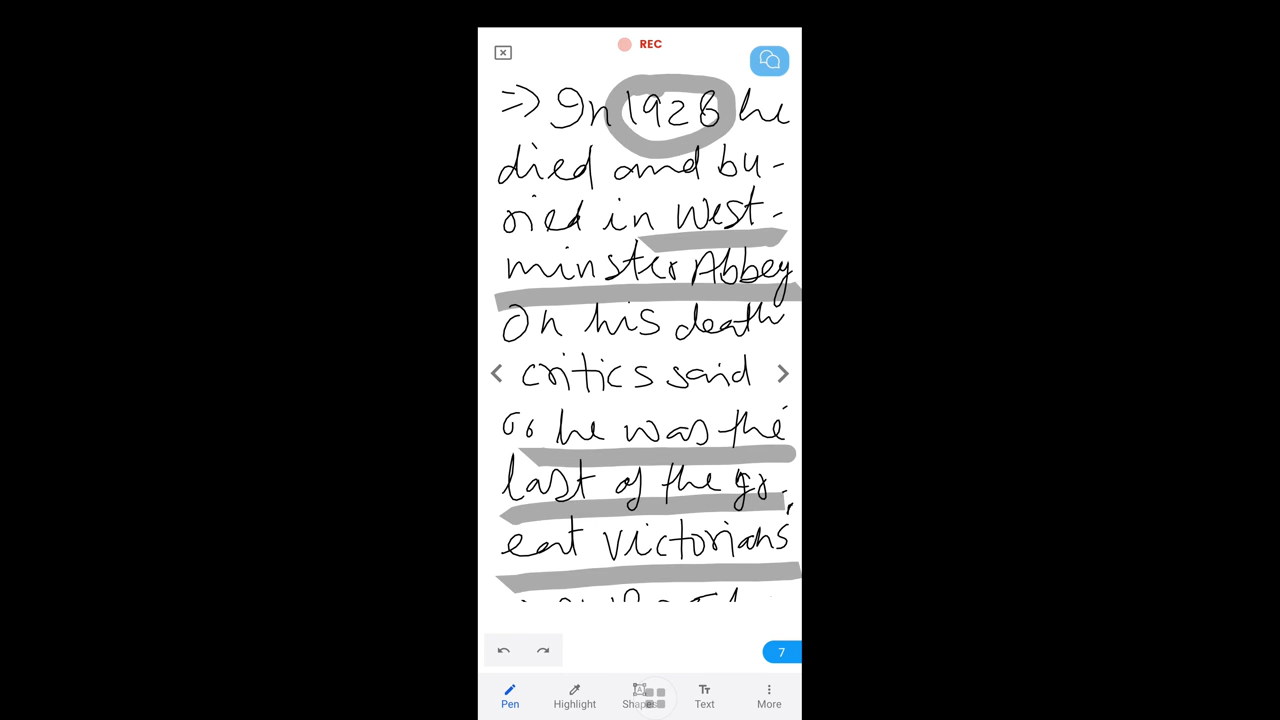 REC
=> In 1928 he
died and bu-
ried in West-
minster Abbey
On his death
critics said
"he was the
last of the gr-
eat victorians
7
Pen
Highlight
Shapes
Text
More